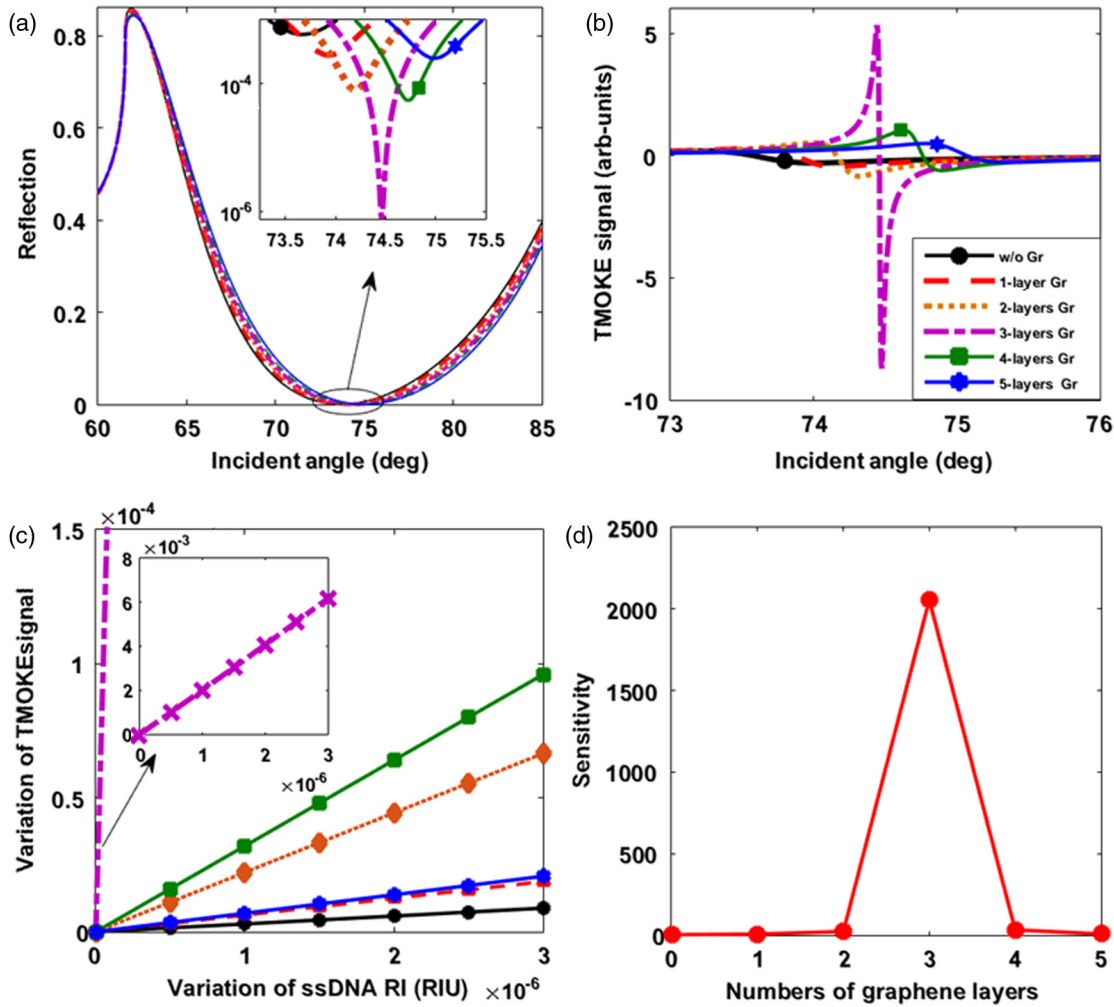 (a)
0.8
0.6
0.4
0.2
0
Reflection
60 65 70 75 80 85
Incident angle (deg)
10-4
10-6
73.5 74 74.5 75 75.5
(b)
5
0
-5
-10
TMOKE signal (arb-units)
73 74 75 76
Incident angle (deg)
w/o Gr
1-layer Gr
2-layers Gr
3-layers Gr
4-layers Gr
5-layers Gr
(c)
×10-4
1.5
1
0.5
0
Variation of TMOKEsignal
0 1 2 3
Variation of ssDNA RI (RIU) ×10-6
×10-3
8
6
4
2
0
0 1 2 3
×10-6
(d)
2500
2000
1500
1000
500
0
Sensitivity
0 1 2 3 4 5
Numbers of graphene layers